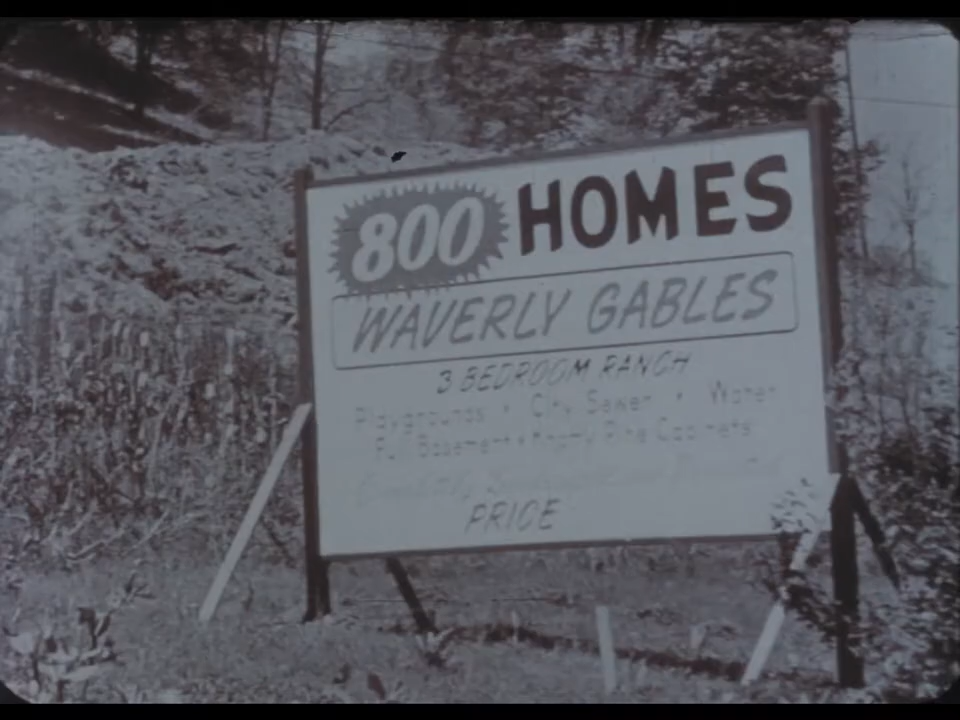 800 HOMES
WAVERLY GABLES
3 BEDROOM RANCH
Playgrounds • City Sewer • Water
Full Basement • Knotty Pine Cabinets
PRICE